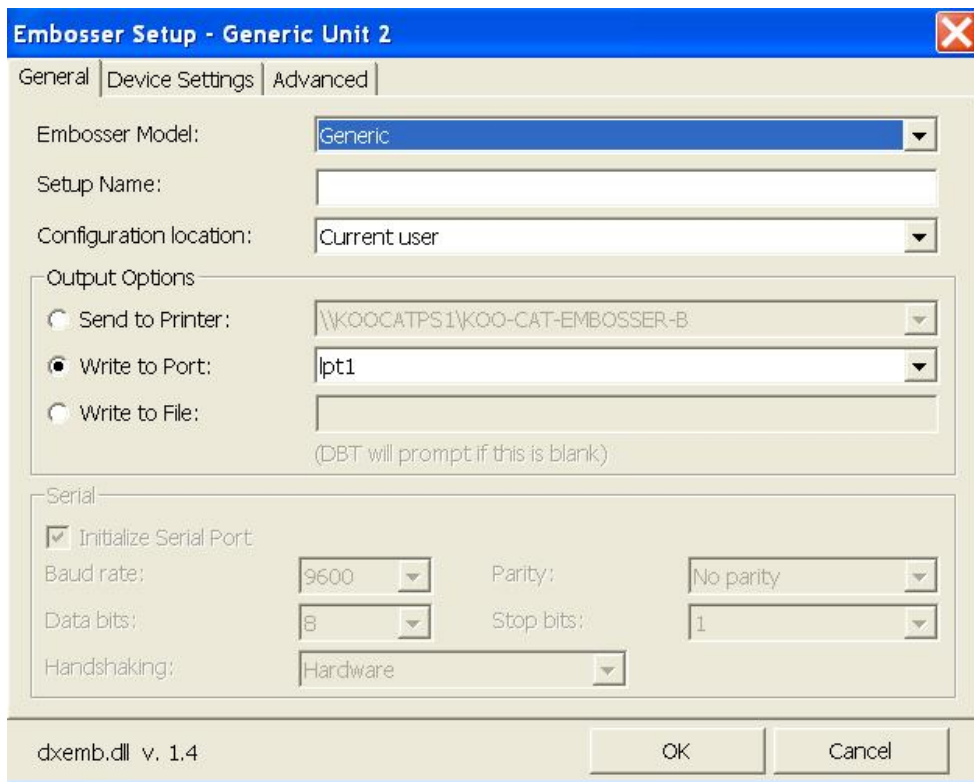 Embosser Setup - Generic Unit 2
General Device Settings Advanced
Embosser Model: Generic
Setup Name:
Configuration location: Current user
Output Options
Send to Printer: \\KOOCATPS1\KOO-CAT-EMBOSSER-B
Write to Port: lpt1
Write to File:
(DBT will prompt if this is blank)
Serial
Initialize Serial Port
Baud rate: 9600 Parity: No parity
Data bits: 8 Stop bits: 1
Handshaking: Hardware
dxemb.dll v. 1.4 OK Cancel